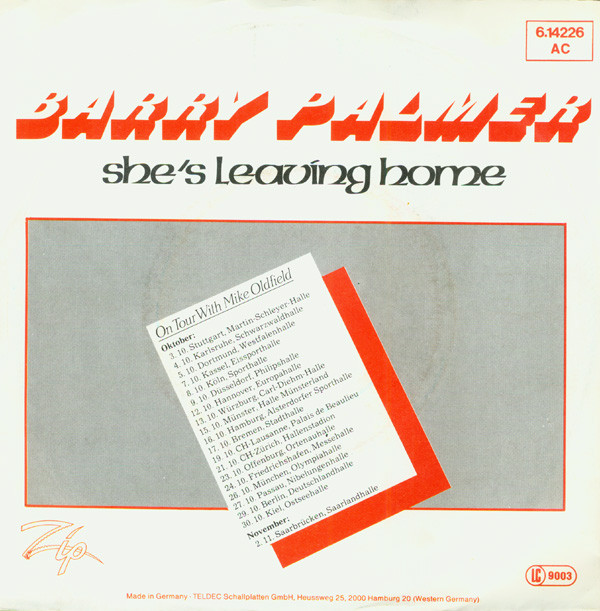 6.14226
AC
BARRY PALMER
she's Leaving home
On Tour With Mike Oldfield
Oktober:
3. 10. Stuttgart, Martin-Schleyer-Halle
4. 10. Karlsruhe, Schwarzwaldhalle
5. 10. Dortmund, Westfalenhalle
7. 10. Kassel, Eissporthalle
8. 10. Köln, Sporthalle
9. 10. Düsseldorf, Philipshalle
12. 10. Hannover, Europahalle
13. 10. Würzburg, Carl-Diehm-Halle
15. 10. Münster, Halle Münsterland
16. 10. Hamburg, Alsterdorfer Sporthalle
17. 10. Bremen, Stadthalle
19. 10. CH-Lausanne, Palais de Beaulieu
21. 10. CH-Zürich, Hallenstadion
23. 10. Offenburg, Ortenauhalle
24. 10. Friedrichshafen, Messehalle
26. 10. München, Olympiahalle
27. 10. Passau, Nibelungenhalle
29. 10. Berlin, Deutschlandhalle
30. 10. Kiel, Ostseehalle
November:
2. 11. Saarbrücken, Saarlandhalle
Zip
LC 9003
Made in Germany · TELDEC Schallplatten GmbH, Heussweg 25, 2000 Hamburg 20 (Western Germany)